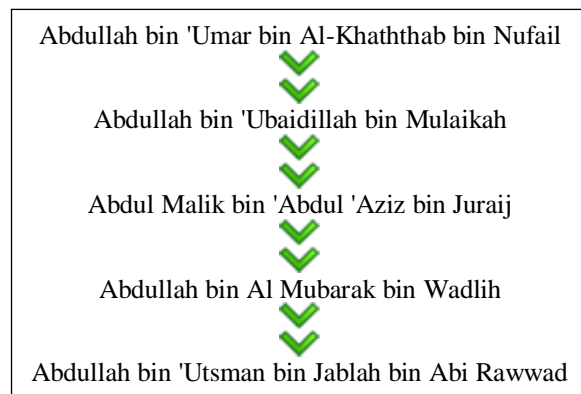 Abdullah bin 'Umar bin Al-Khaththab bin Nufail
Abdullah bin 'Ubaidillah bin Mulaikah
Abdul Malik bin 'Abdul 'Aziz bin Juraij
Abdullah bin Al Mubarak bin Wadlih
Abdullah bin 'Utsman bin Jablah bin Abi Rawwad